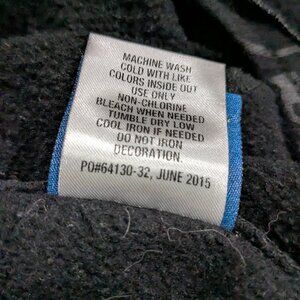 MACHINE WASH
COLD WITH LIKE
COLORS INSIDE OUT
USE ONLY
NON-CHLORINE
BLEACH WHEN NEEDED
TUMBLE DRY LOW
COOL IRON IF NEEDED
DO NOT IRON
DECORATION.
PO#64130-32, JUNE 2015